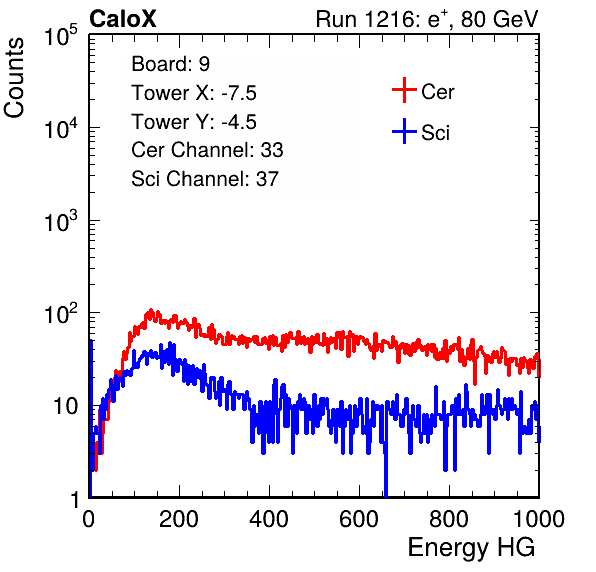 CaloX Run 1216: e⁺, 80 GeV
Counts
Board: 9
Tower X: -7.5
Tower Y: -4.5
Cer Channel: 33
Sci Channel: 37
Cer
Sci
10⁵
10⁴
10³
10²
10
1
0 200 400 600 800 1000
Energy HG